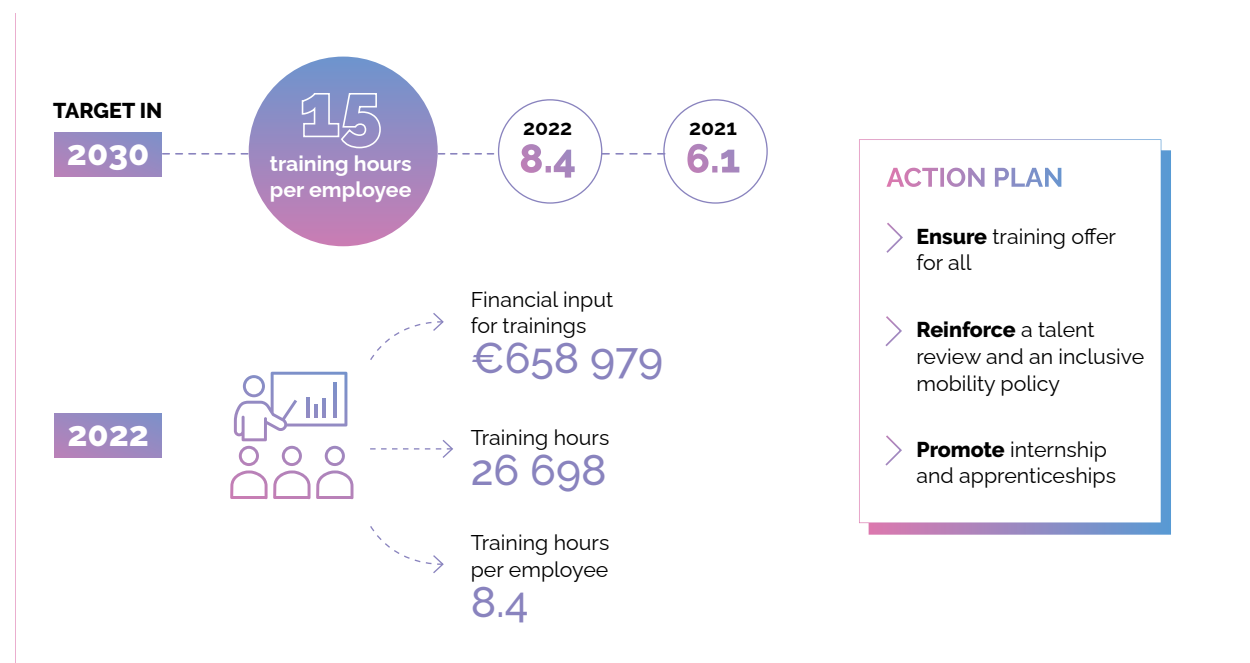 TARGET IN
2030
15
training hours
per employee
2022
8.4
2021
6.1
2022
Financial input
for trainings
€658 979
Training hours
26 698
Training hours
per employee
8.4
ACTION PLAN
Ensure training offer
for all
Reinforce a talent
review and an inclusive
mobility policy
Promote internship
and apprenticeships